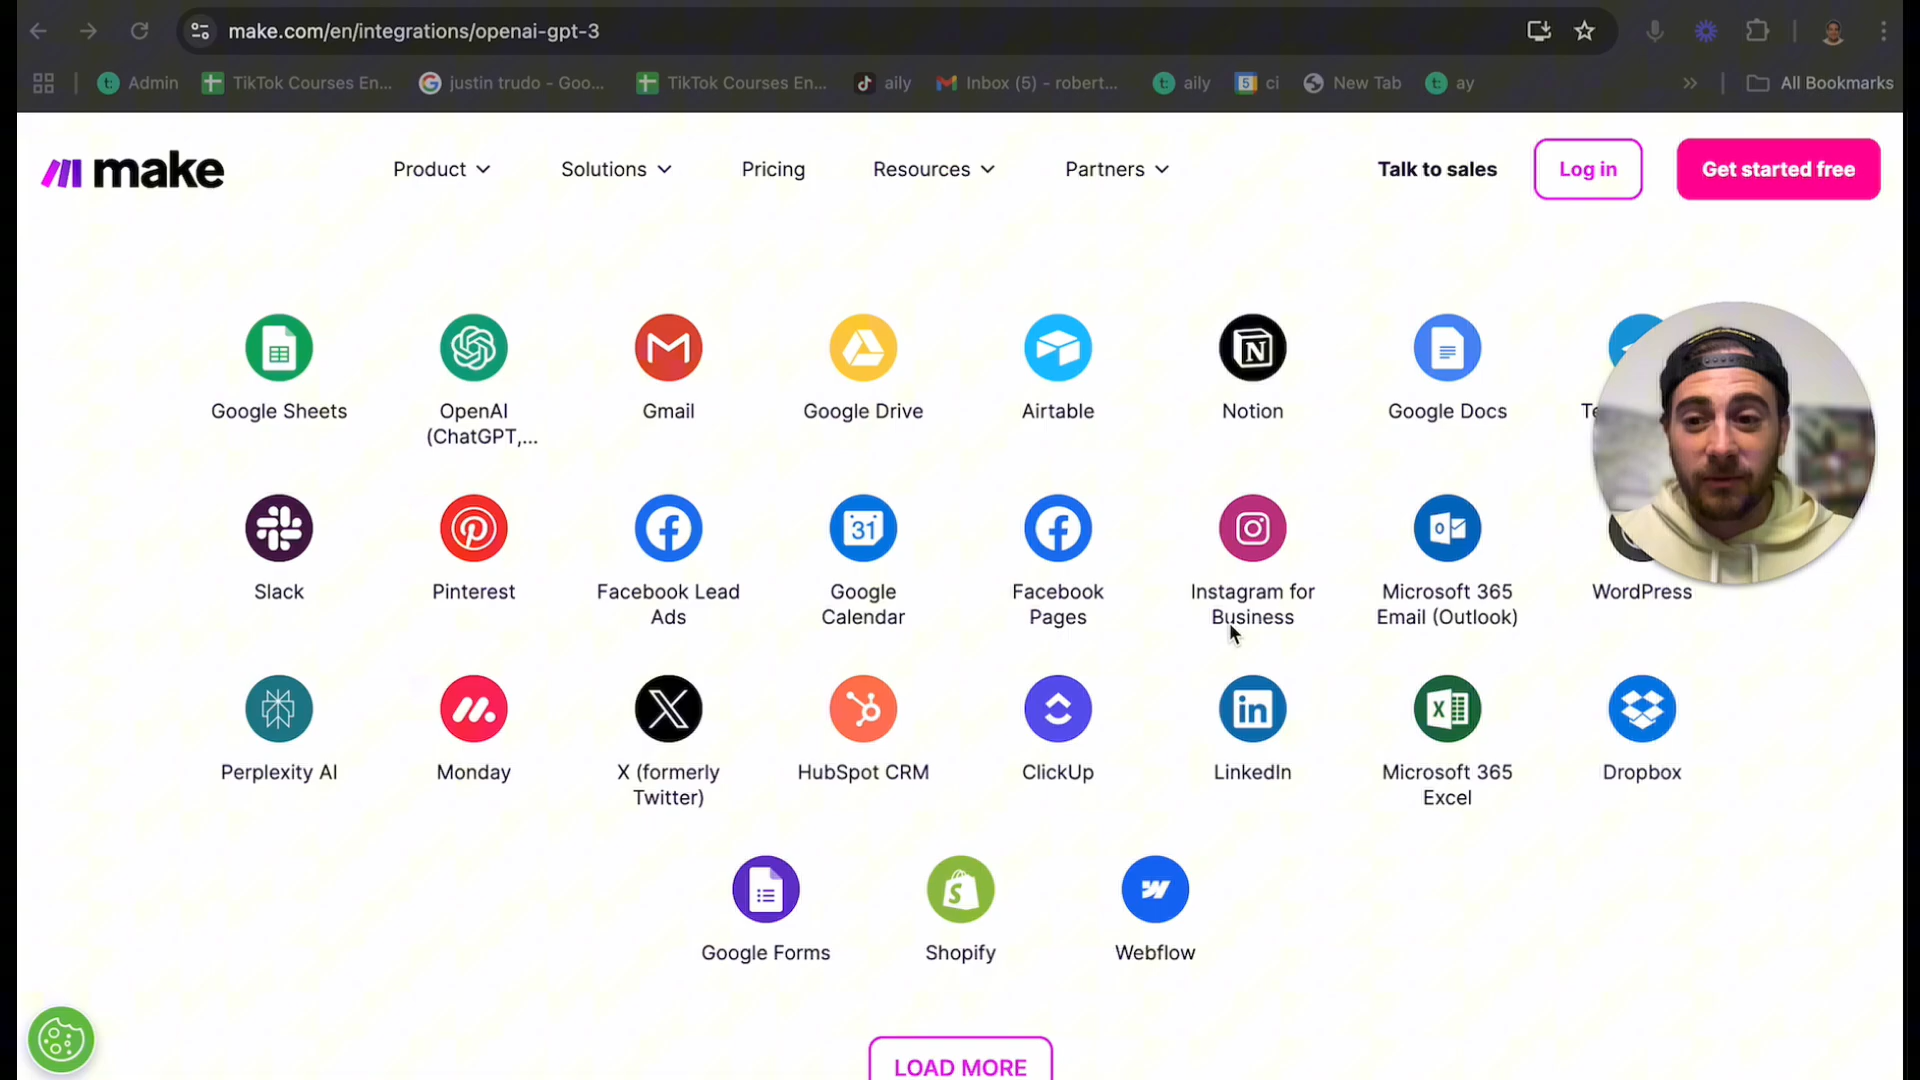 make.com/en/integrations/openai-gpt-3
Admin TikTok Courses En... justin trudo - Goo... TikTok Courses En... aily Inbox (5) - robert... aily ci New Tab ay » All Bookmarks
make Product Solutions Pricing Resources Partners Talk to sales Log in Get started free
Google Sheets OpenAI Gmail Google Drive Airtable Notion Google Docs
(ChatGPT,...
Slack Pinterest Facebook Lead Google Facebook Instagram for Microsoft 365 WordPress
Ads Calendar Pages Business Email (Outlook)
Perplexity AI Monday X (formerly HubSpot CRM ClickUp LinkedIn Microsoft 365 Dropbox
Twitter) Excel
Google Forms Shopify Webflow
LOAD MORE